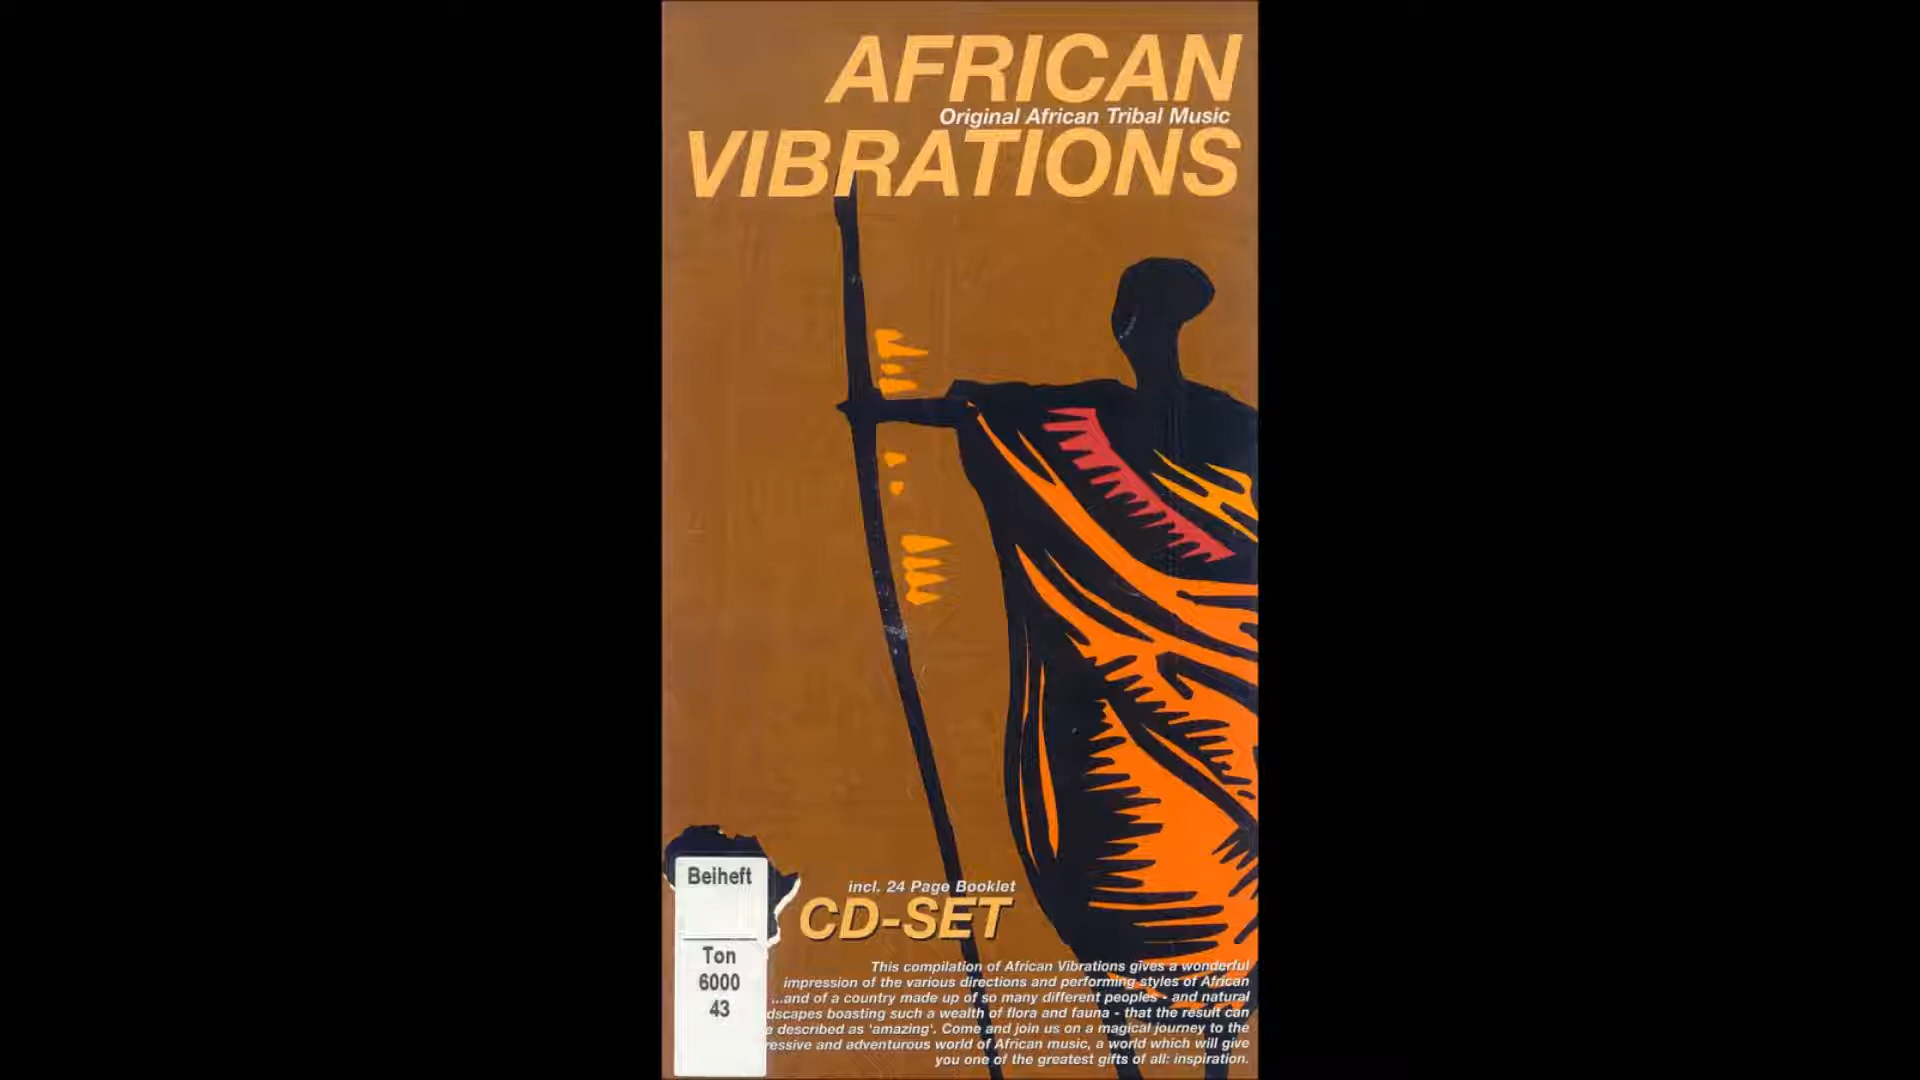 AFRICAN
Original African Tribal Music
VIBRATIONS
Beiheft
Ton
6000
43
incl. 24 Page Booklet
CD-SET
This compilation of African Vibrations gives a wonderful
impression of the various directions and performing styles of African
...and of a country made up of so many different peoples - and natural
boasting such a wealth of flora and fauna - that the result can
described as 'amazing'. Come and join us on a magical journey to the
and adventurous world of African music, a world which will give
you one of the greatest gifts of all: inspiration.